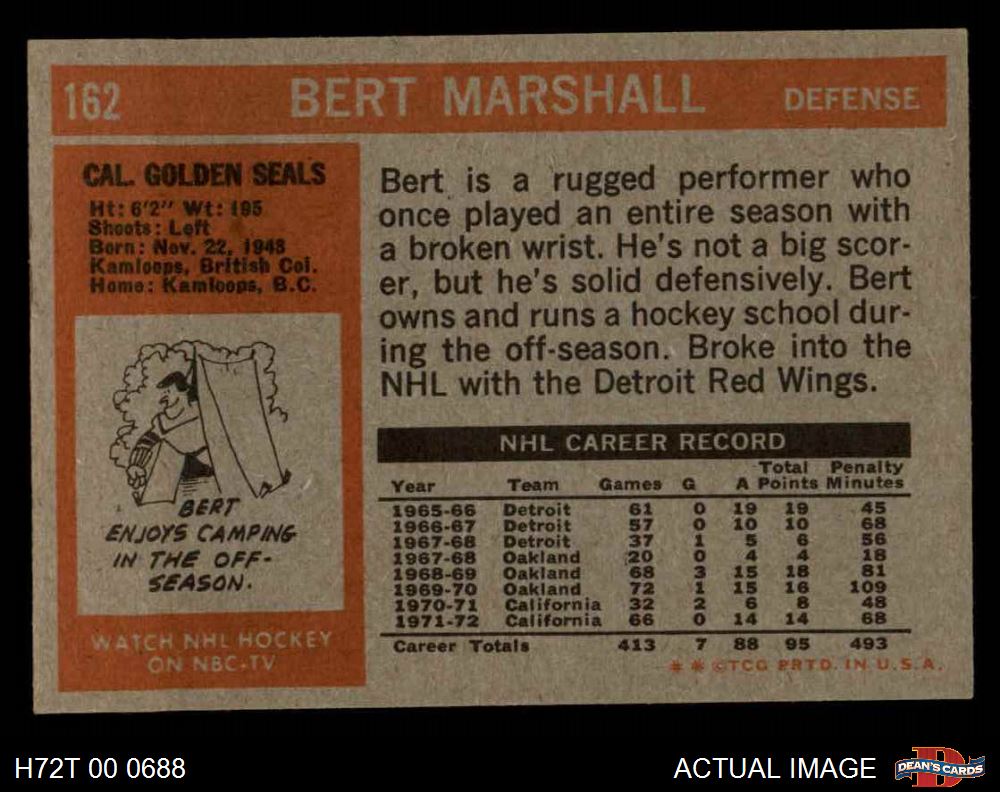 162 BERT MARSHALL DEFENSE
CAL. GOLDEN SEALS
Ht: 6'2" Wt: 195
Shoots: Left
Born: Nov. 22, 1943
Kamloops, British Col.
Home: Kamloops, B.C.
BERT
ENJOYS CAMPING
IN THE OFF-
SEASON.
WATCH NHL HOCKEY
ON NBC-TV
Bert is a rugged performer who
once played an entire season with
a broken wrist. He's not a big scor-
er, but he's solid defensively. Bert
owns and runs a hockey school dur-
ing the off-season. Broke into the
NHL with the Detroit Red Wings.
NHL CAREER RECORD
Total Penalty
Year Team Games G A Points Minutes
1965-66 Detroit 61 0 19 19 45
1966-67 Detroit 57 0 10 10 68
1967-68 Detroit 37 1 5 6 56
1967-68 Oakland 20 0 4 4 18
1968-69 Oakland 68 3 15 18 81
1969-70 Oakland 72 1 15 16 109
1970-71 California 32 2 6 8 48
1971-72 California 66 0 14 14 68
Career Totals 413 7 88 95 493
* * ©TCG PRTD. IN U.S.A.
H72T 00 0688 ACTUAL IMAGE DEAN'S CARDS